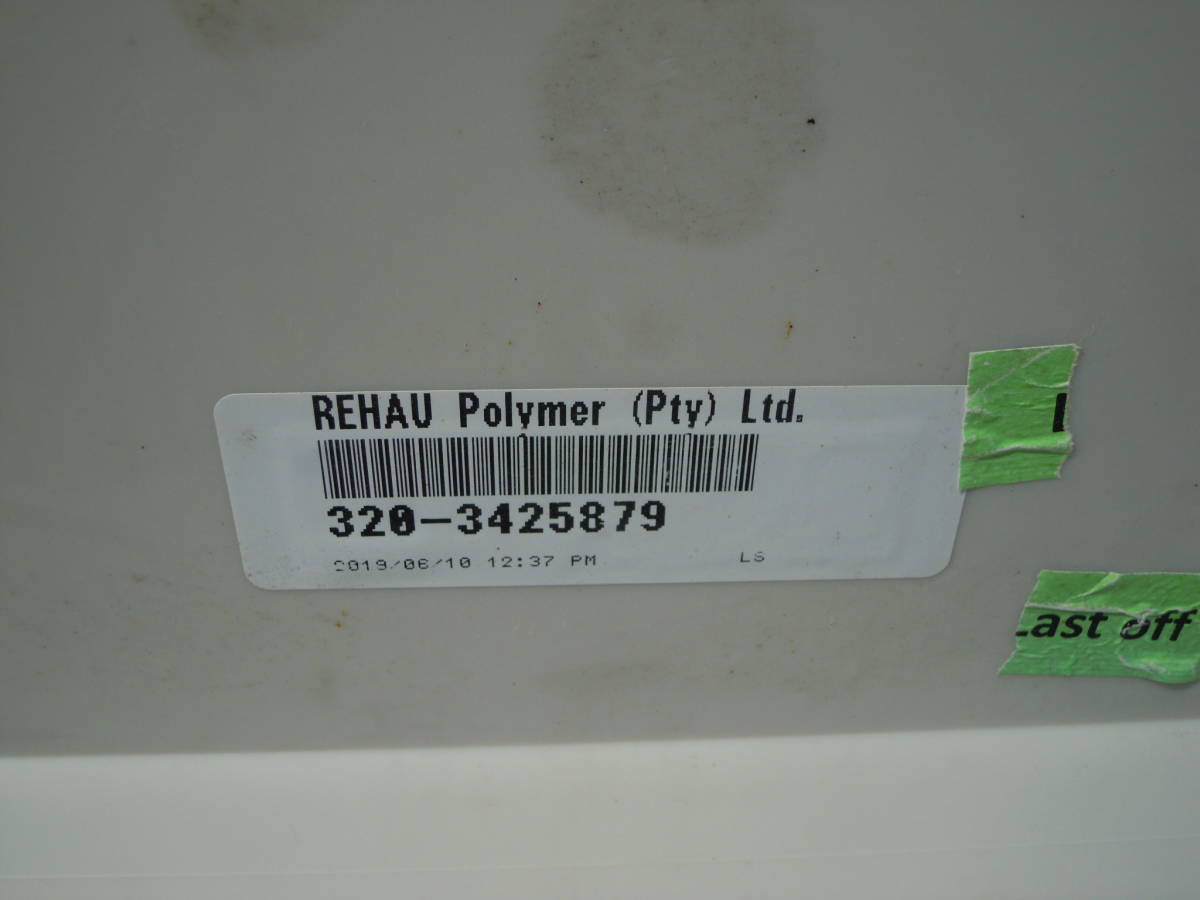 REHAU Polymer (Pty) Ltd.
320-3425879
2019/06/10 12:37 PM LS
Last off